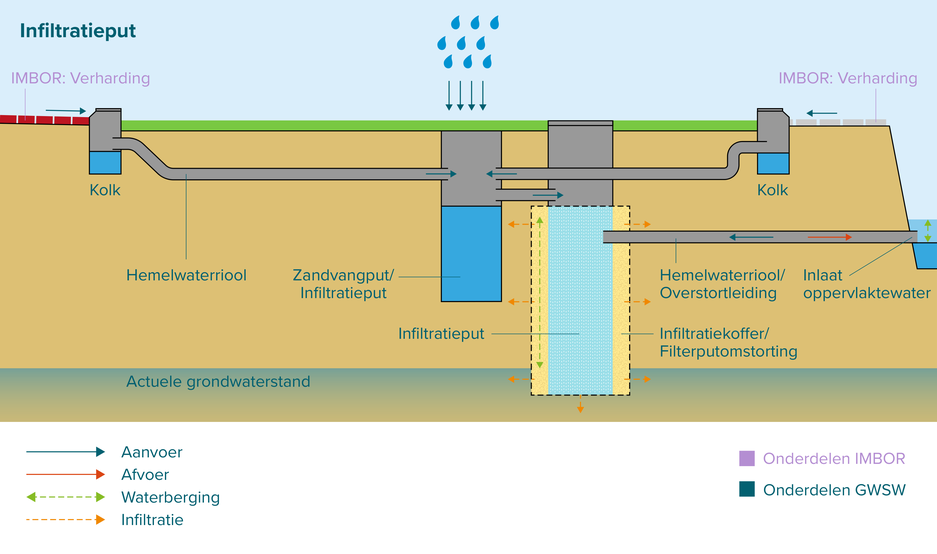 Infiltratieput
IMBOR: Verharding
IMBOR: Verharding
Kolk
Kolk
Hemelwaterriool
Zandvangput/
Infiltratieput
Hemelwaterriool/
Overstortleiding
Inlaat
oppervlaktewater
Infiltratieput
Infiltratiekoffer/
Filterputomstorting
Actuele grondwaterstand
Aanvoer
Afvoer
Waterberging
Infiltratie
Onderdelen IMBOR
Onderdelen GWSW